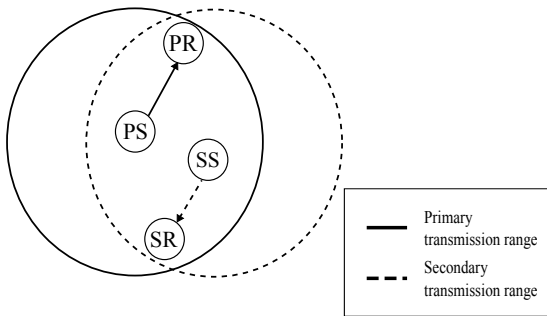 PR
PS
SS
SR
Primary
transmission range
Secondary
transmission range